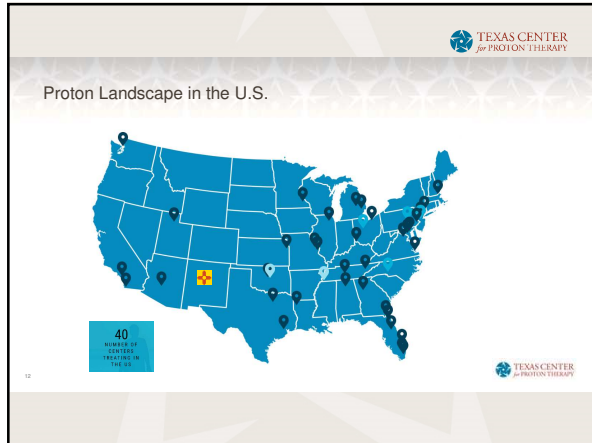 TEXAS CENTER
for PROTON THERAPY
Proton Landscape in the U.S.
40
NUMBER OF
CENTERS
TREATING IN
THE US
12
TEXAS CENTER
for PROTON THERAPY